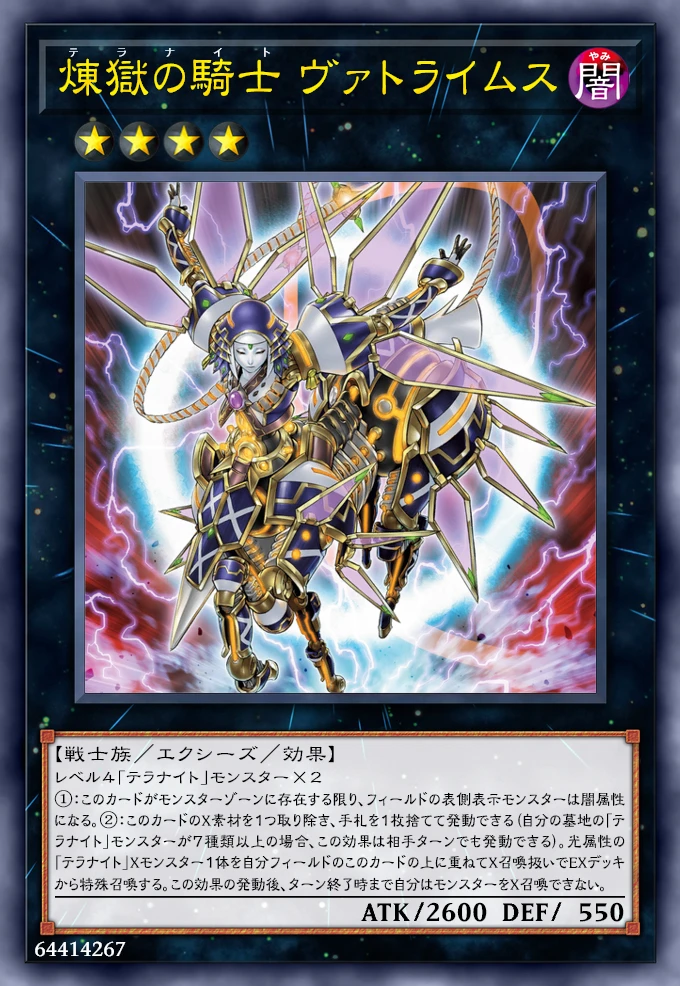 テラナイト
煉獄の騎士 ヴァトライムス
やみ
闇
【戦士族／エクシーズ／効果】
レベル４「テラナイト」モンスター×２
①：このカードがモンスターゾーンに存在する限り、フィールドの表側表示モンスターは闇属性
になる。②：このカードのX素材を１つ取り除き、手札を１枚捨てて発動できる（自分の墓地の「テ
ラナイト」モンスターが７種類以上の場合、この効果は相手ターンでも発動できる）。光属性の
「テラナイト」Xモンスター１体を自分フィールドのこのカードの上に重ねてX召喚扱いでEXデッキ
から特殊召喚する。この効果の発動後、ターン終了時まで自分はモンスターをX召喚できない。
ATK/2600 DEF/ 550
64414267